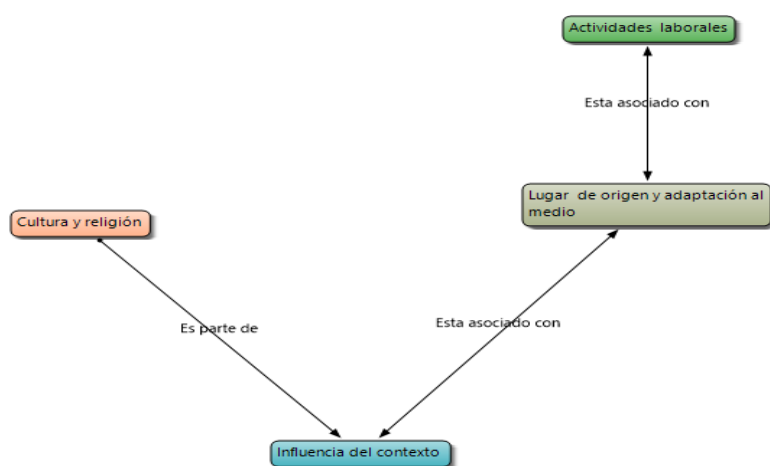 Actividades laborales
Esta asociado con
Lugar de origen y adaptación al
medio
Cultura y religión
Es parte de
Esta asociado con
Influencia del contexto